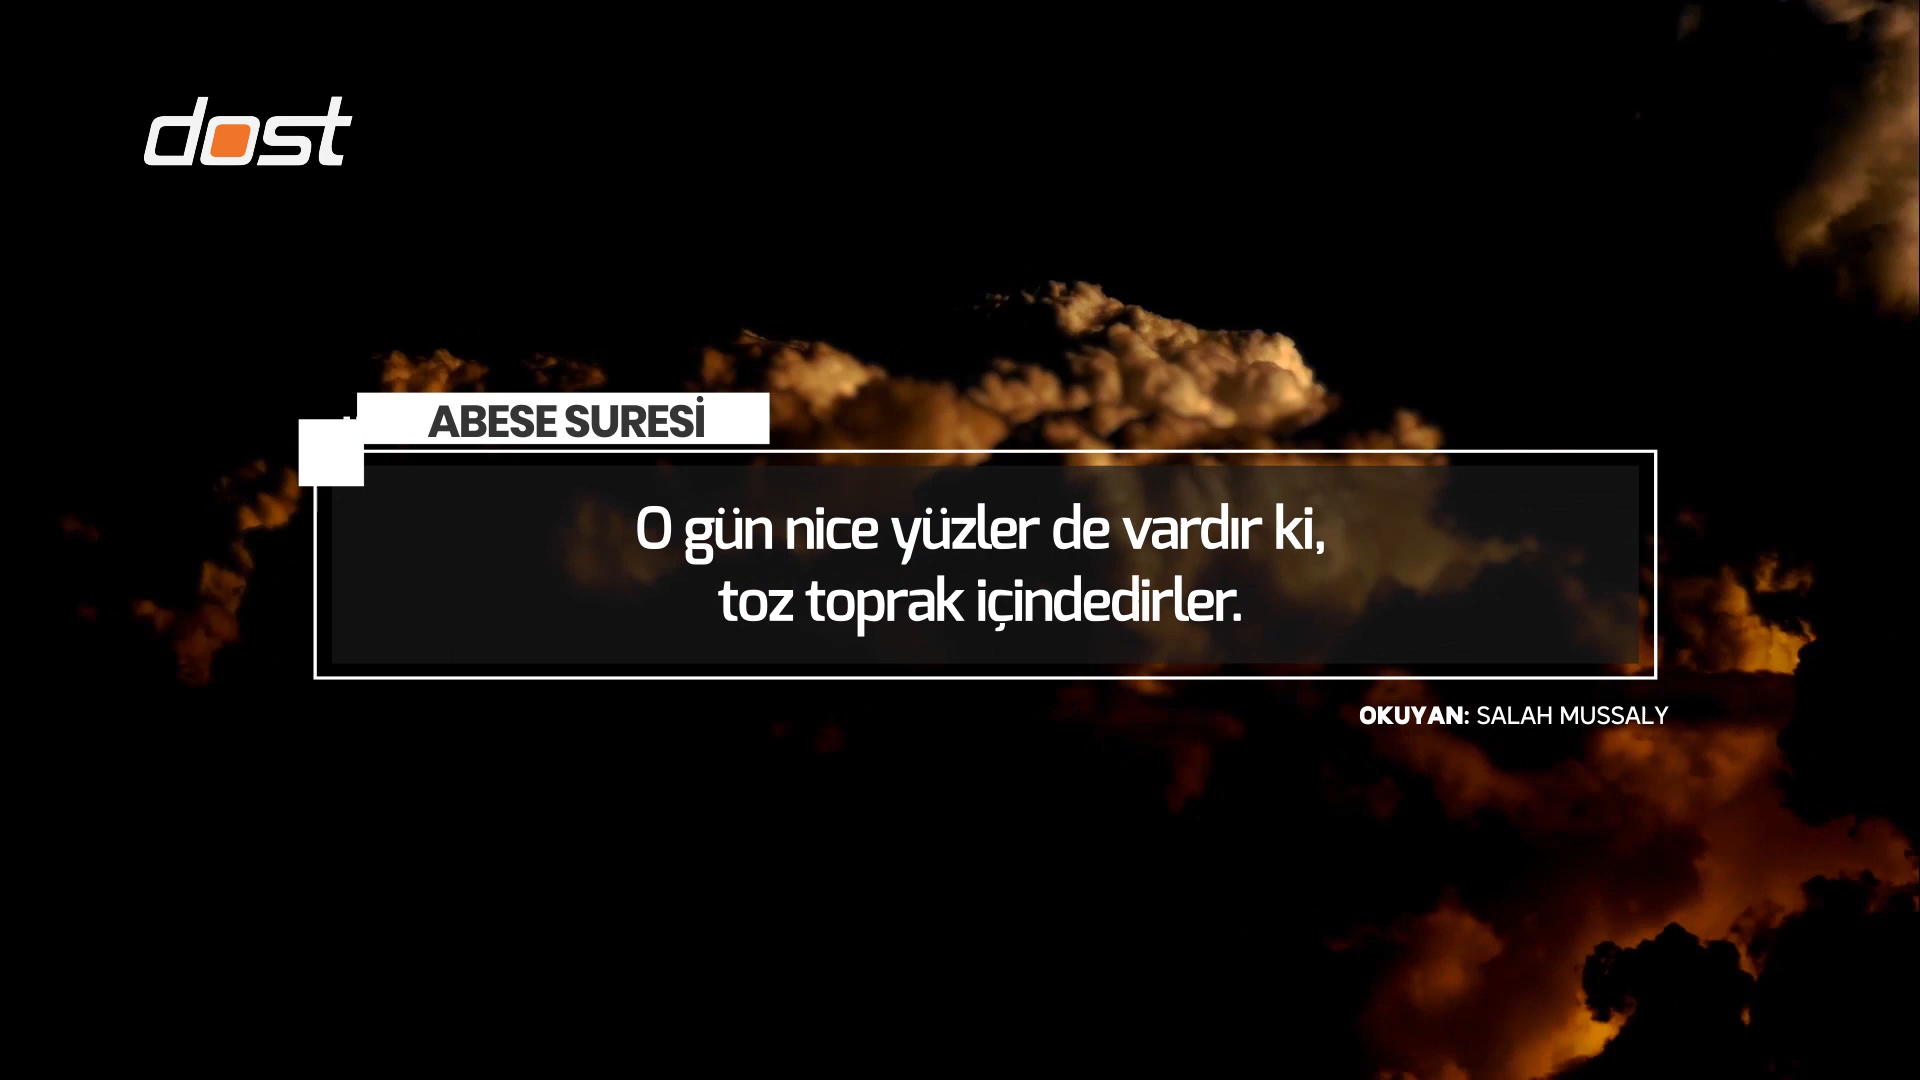 dost
ABESE SURESİ
O gün nice yüzler de vardır ki,
toz toprak içindedirler.
OKUYAN: SALAH MUSSALY